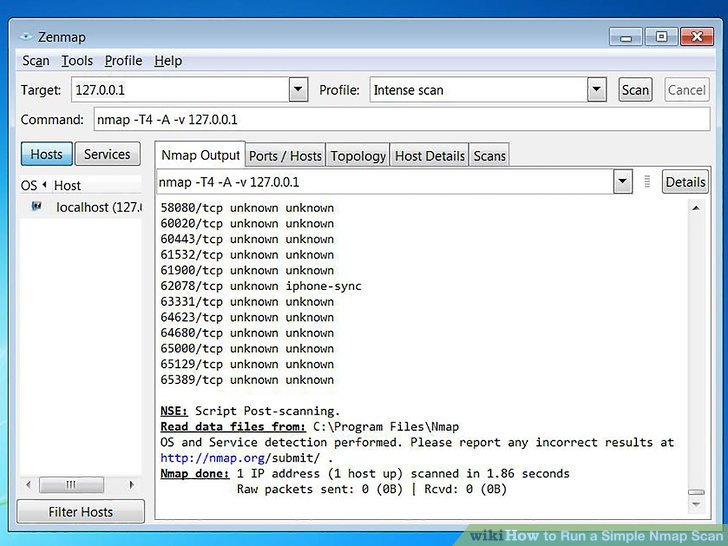 Zenmap
Scan Tools Profile Help
Target: 127.0.0.1 Profile: Intense scan Scan Cancel
Command: nmap -T4 -A -v 127.0.0.1
Hosts Services Nmap Output Ports / Hosts Topology Host Details Scans
OS Host nmap -T4 -A -v 127.0.0.1 Details
localhost (127.(
58080/tcp unknown unknown
60020/tcp unknown unknown
60443/tcp unknown unknown
61532/tcp unknown unknown
61900/tcp unknown unknown
62078/tcp unknown iphone-sync
63331/tcp unknown unknown
64623/tcp unknown unknown
64680/tcp unknown unknown
65000/tcp unknown unknown
65129/tcp unknown unknown
65389/tcp unknown unknown
NSE: Script Post-scanning.
Read data files from: C:\Program Files\Nmap
OS and Service detection performed. Please report any incorrect results at
http://nmap.org/submit/ .
Nmap done: 1 IP address (1 host up) scanned in 1.86 seconds
Raw packets sent: 0 (0B) | Rcvd: 0 (0B)
Filter Hosts
wikiHow to Run a Simple Nmap Scan